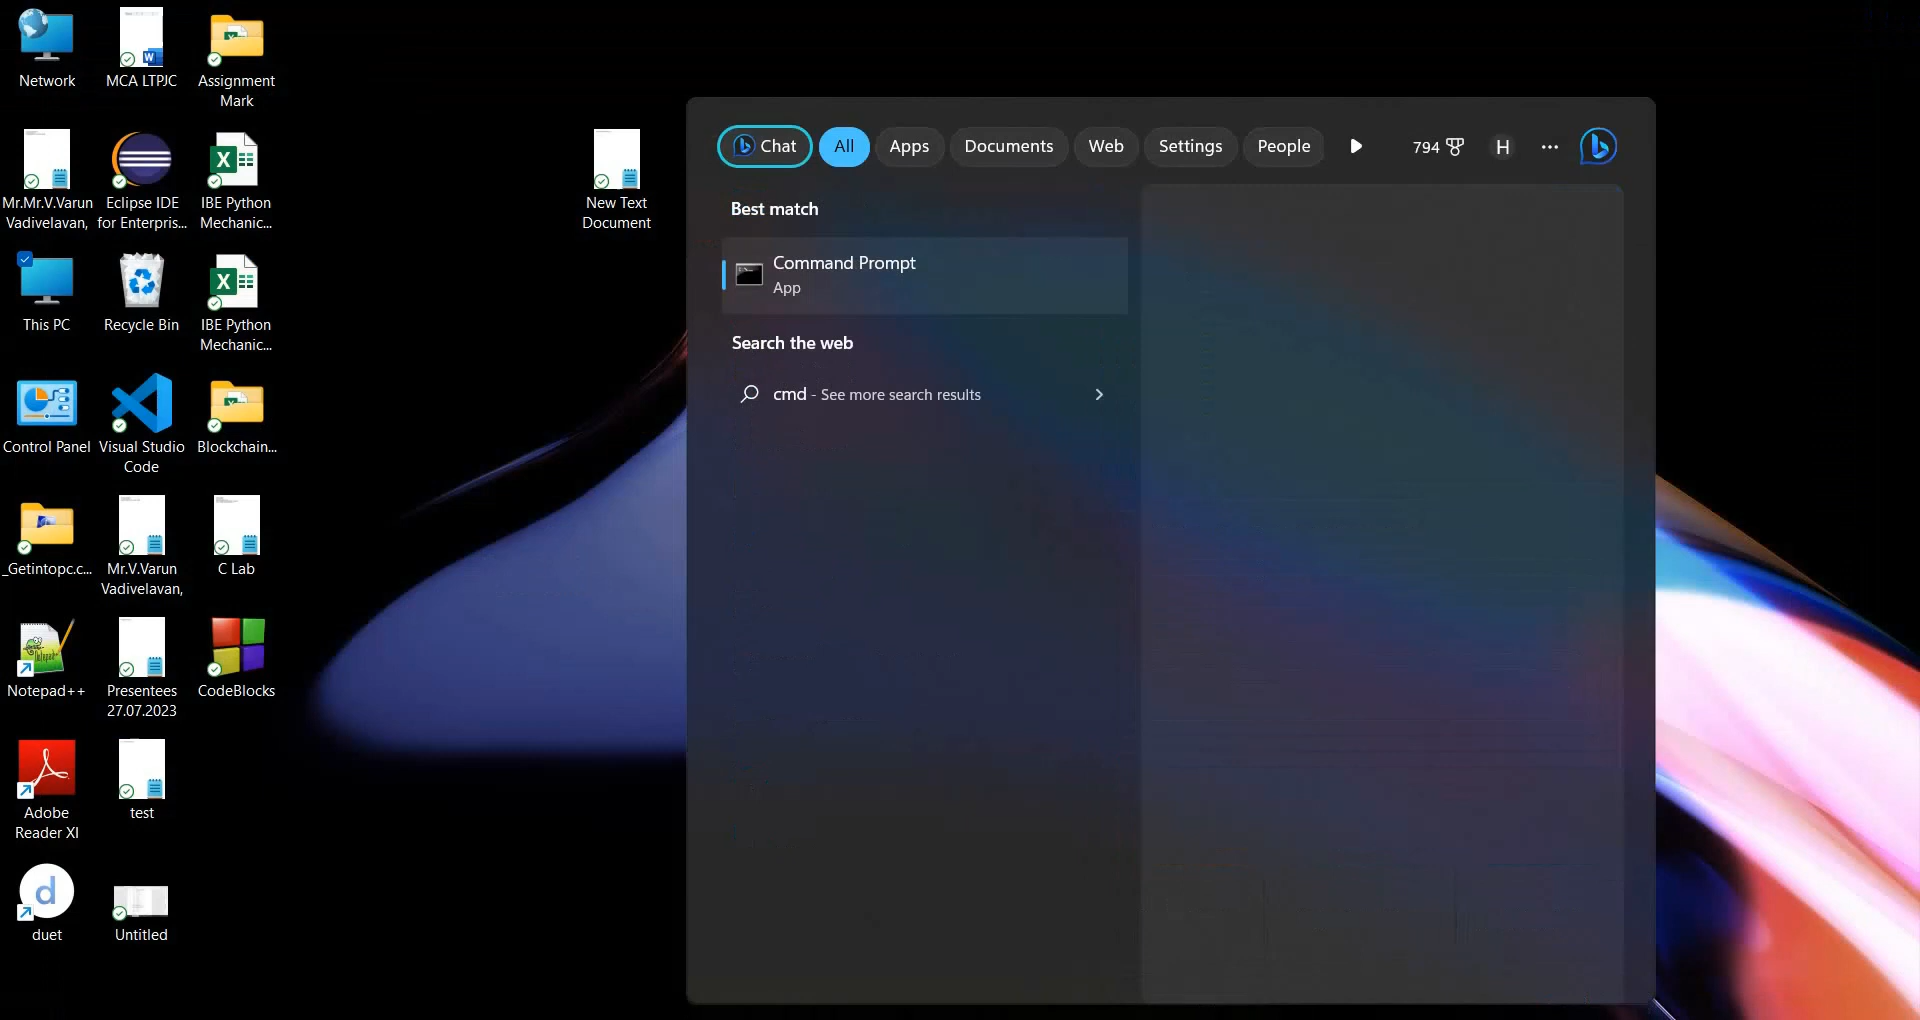 Network
MCA LTPJC
Assignment
Mark
Mr.Mr.V.Varun
Vadivelavan,
Eclipse IDE
for Enterpris...
IBE Python
Mechanic...
New Text
Document
This PC
Recycle Bin
IBE Python
Mechanic...
Control Panel
Visual Studio
Code
Blockchain...
_Getintopc.c...
Mr.V.Varun
Vadivelavan,
C Lab
Notepad++
Presentees
27.07.2023
CodeBlocks
Adobe
Reader XI
test
duet
Untitled
Chat
All
Apps
Documents
Web
Settings
People
794
H
Best match
Command Prompt
App
Search the web
cmd - See more search results